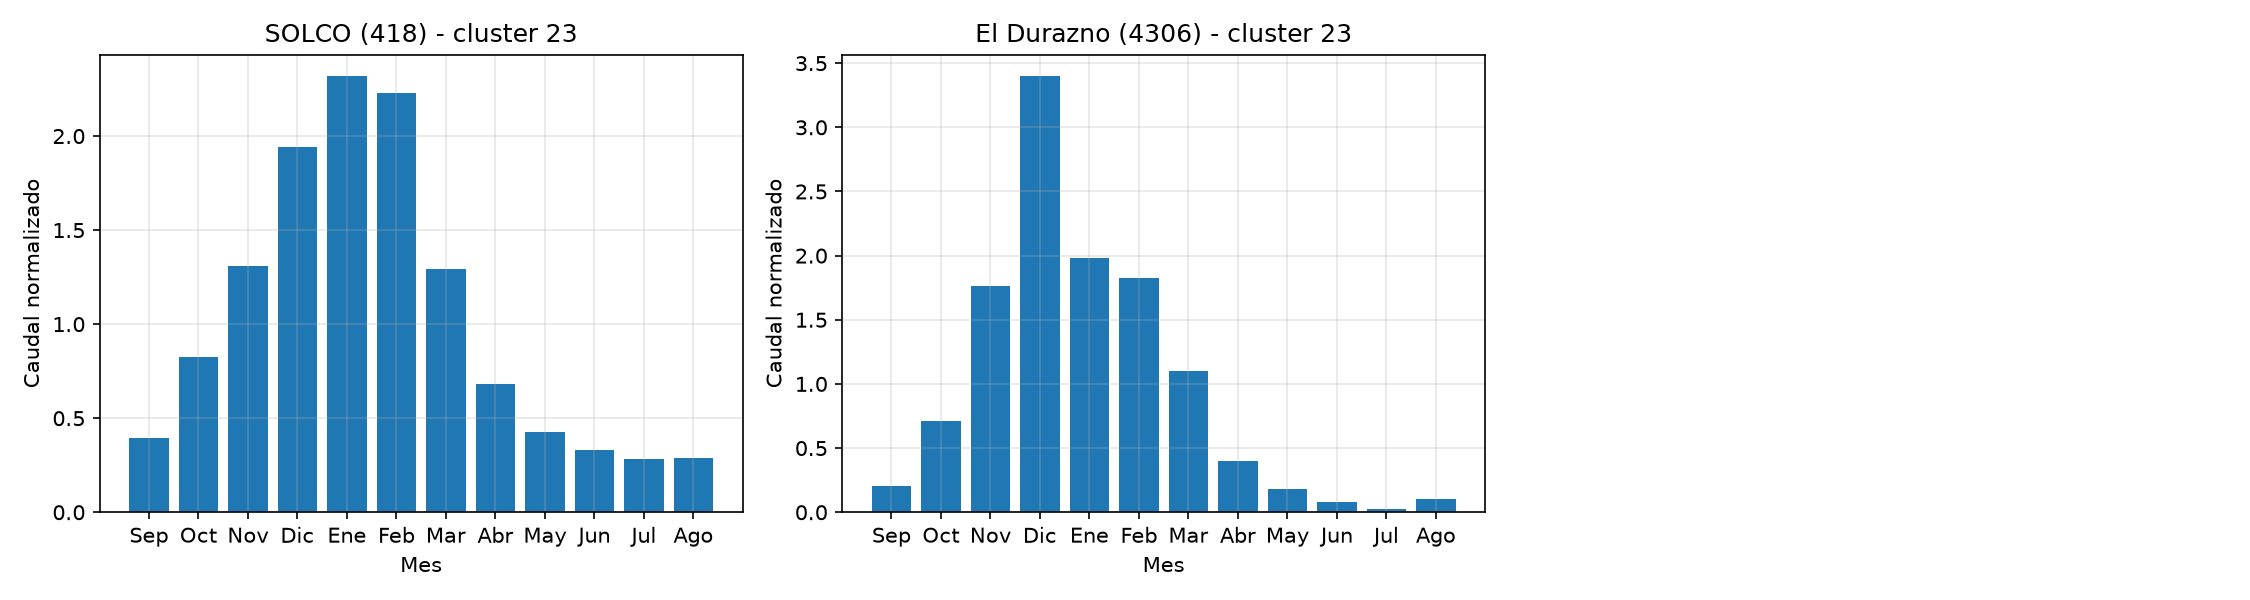 SOLCO (418) - cluster 23
Caudal normalizado
2.0
1.5
1.0
0.5
0.0
Sep Oct Nov Dic Ene Feb Mar Abr May Jun Jul Ago
Mes
El Durazno (4306) - cluster 23
Caudal normalizado
3.5
3.0
2.5
2.0
1.5
1.0
0.5
0.0
Sep Oct Nov Dic Ene Feb Mar Abr May Jun Jul Ago
Mes